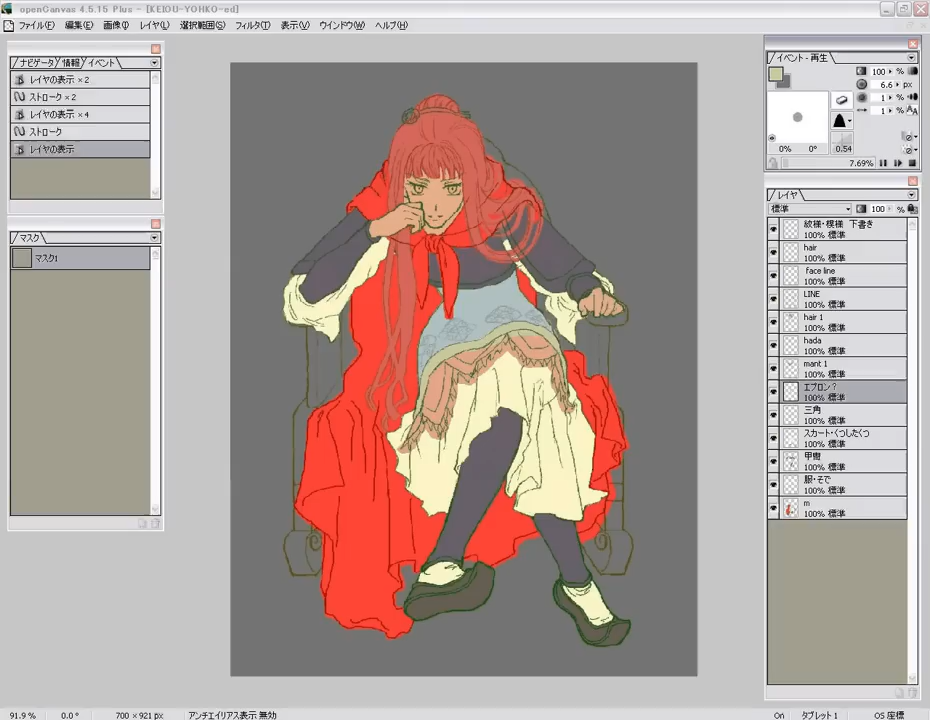 openCanvas 4.5.15 Plus - [KEIOU-YOHKO-ed]
ファイル(F) 編集(E) 画像(I) レイヤ(L) 選択範囲(S) フィルタ(T) 表示(V) ウインドウ(W) ヘルプ(H)
ナビゲータ 情報 イベント
レイヤの表示 × 2
ストローク × 2
レイヤの表示 × 4
ストローク
レイヤの表示
マスク
マスク1
イベント - 再生
100 %
6.6 px
1 %
1 %
0% 0° 0.54
7.69%
レイヤ
標準 100 %
紋様・模様 下書き
100% 標準
hair
100% 標準
face line
100% 標準
LINE
100% 標準
hair 1
100% 標準
hada
100% 標準
mant 1
100% 標準
エプロン?
100% 標準
三角
100% 標準
スカート・くつしたくつ
100% 標準
甲冑
100% 標準
服・そで
100% 標準
m
100% 標準
91.9 % 0.0 ° 700 × 921 px アンチエイリアス表示 無効 On タブレット 1 OS 座標